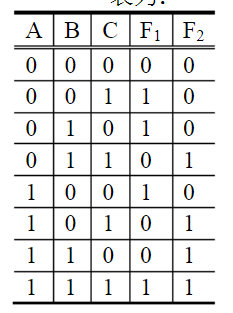 A B C F₁ F₂
0 0 0 0 0
0 0 1 1 0
0 1 0 1 0
0 1 1 0 1
1 0 0 1 0
1 0 1 0 1
1 1 0 0 1
1 1 1 1 1